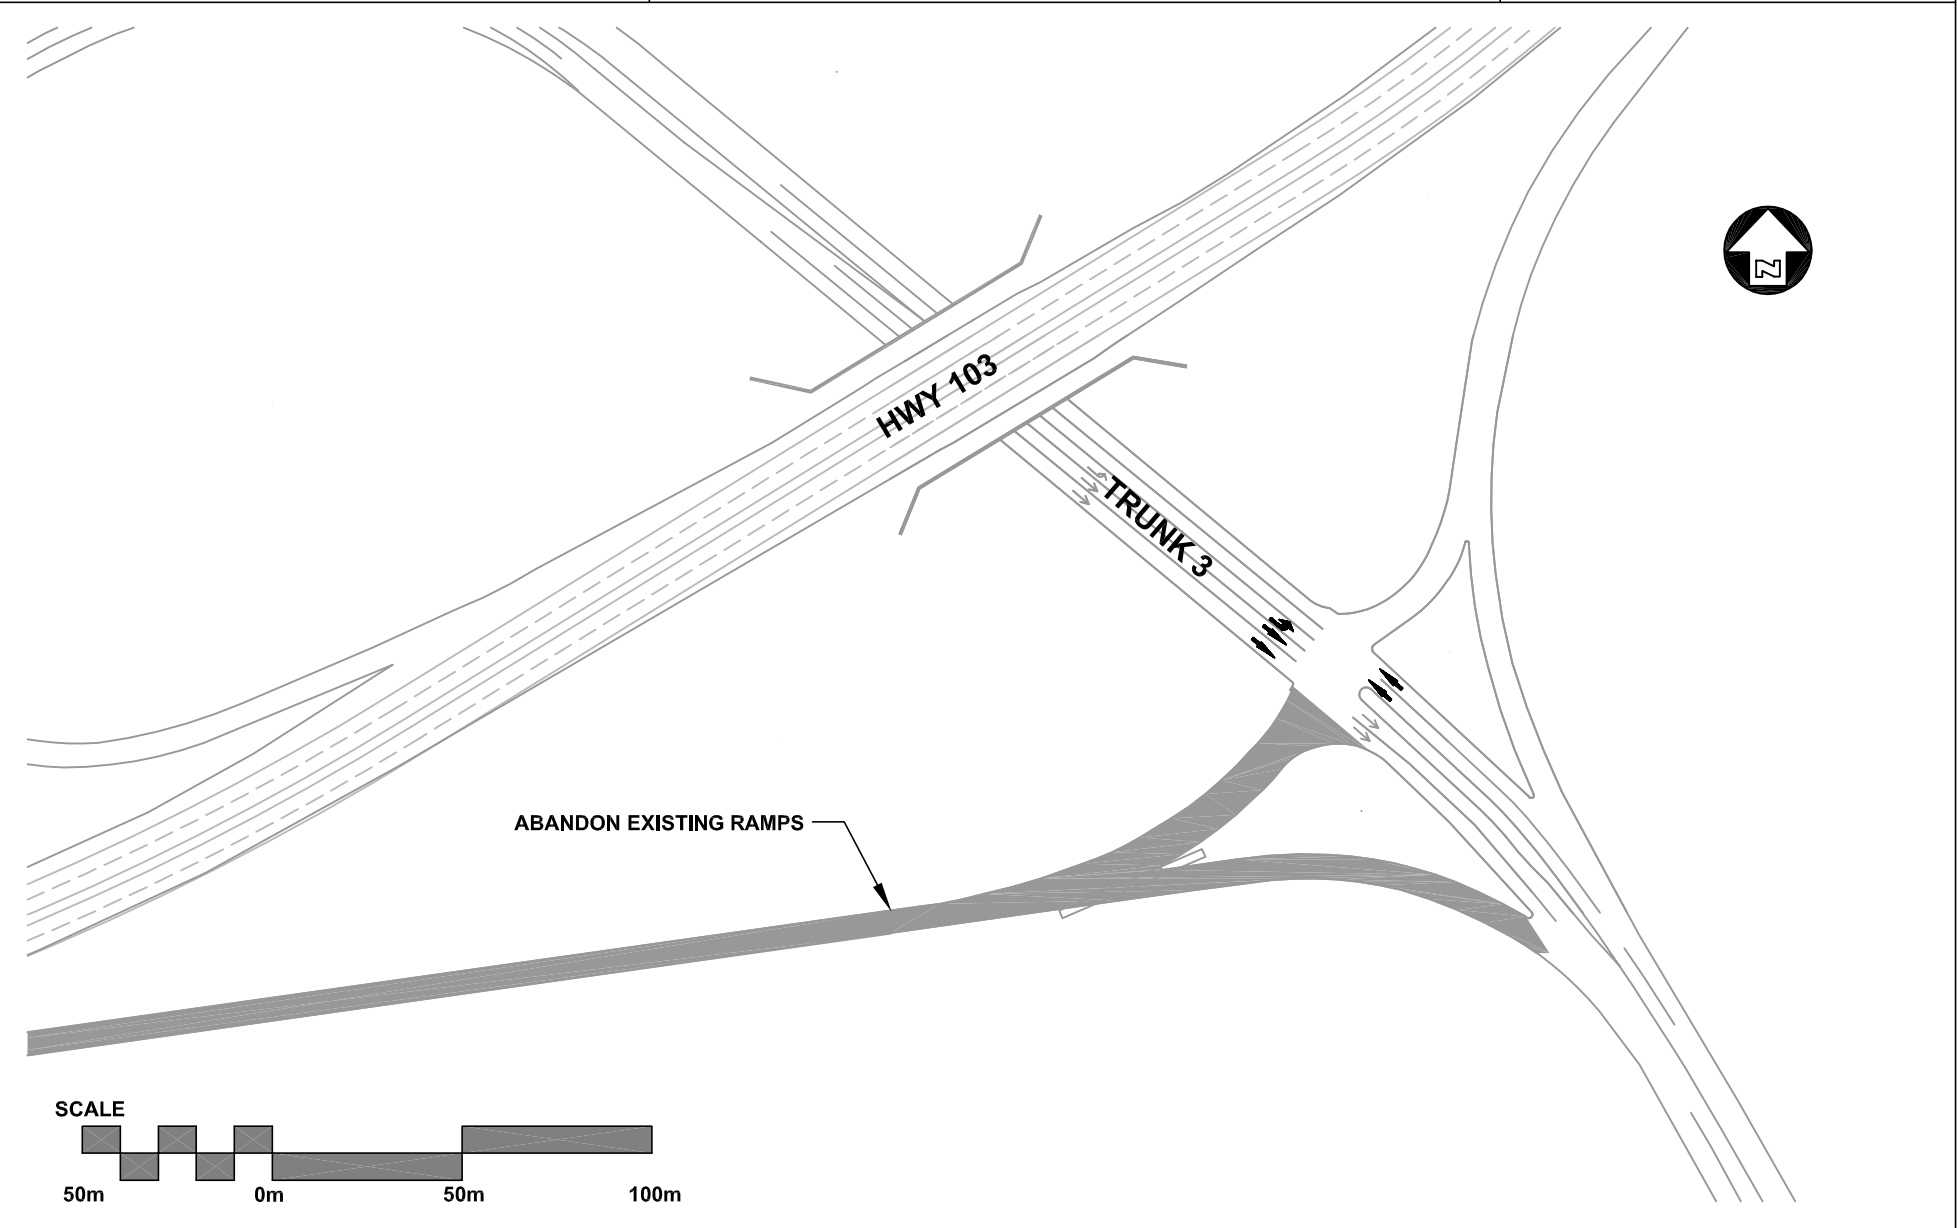 HWY 103
N
TRUNK 3
ABANDON EXISTING RAMPS
SCALE
50m 0m 50m 100m